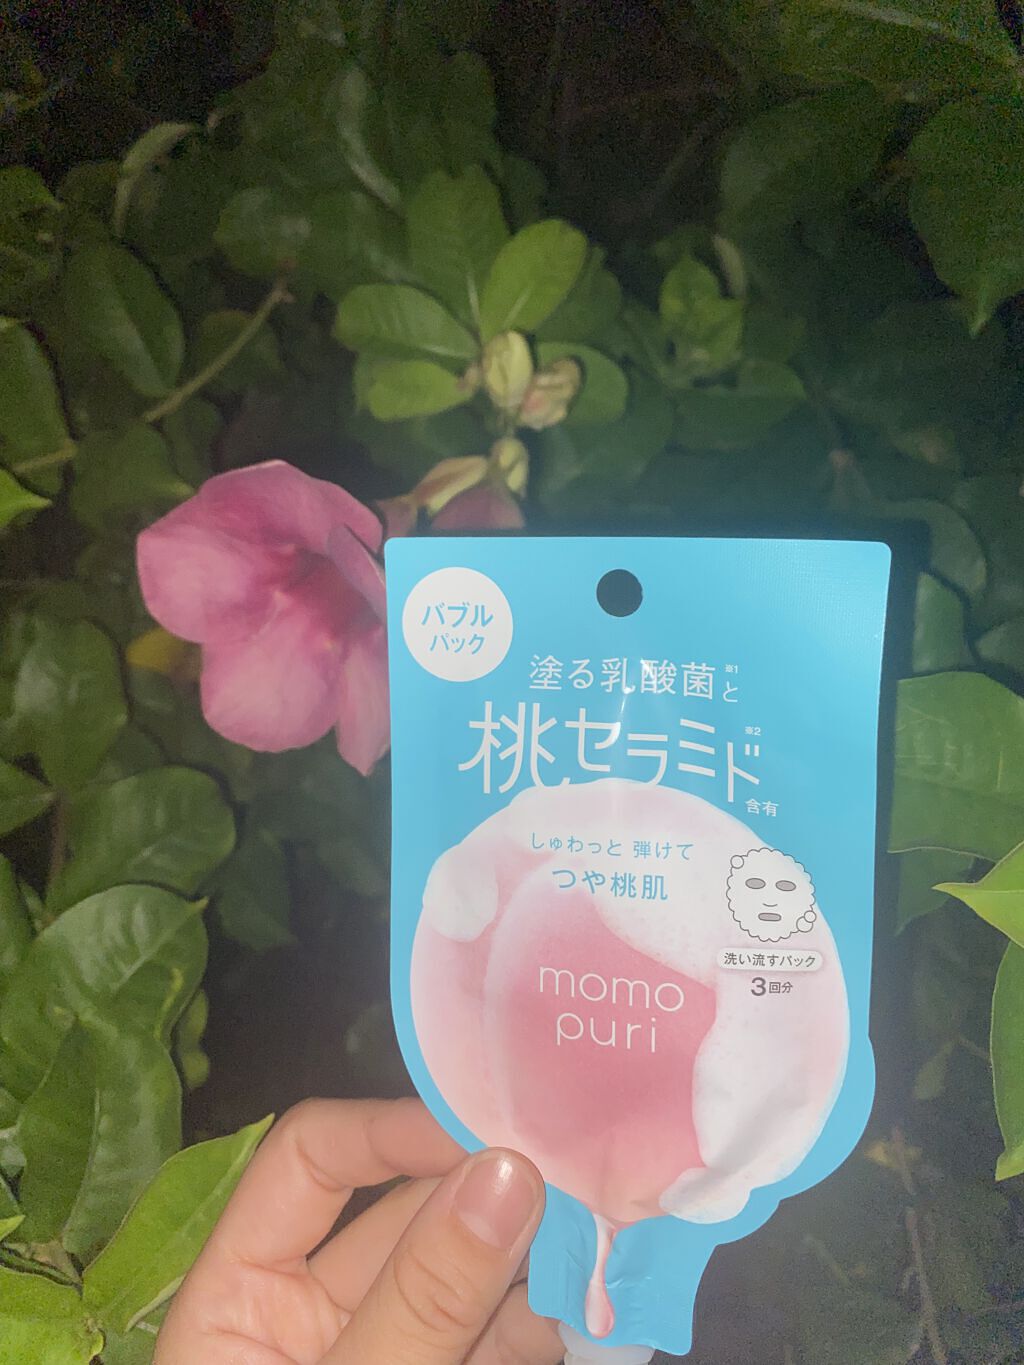 バブル
パック
塗る乳酸菌※1と
桃セラミド※2
含有
しゅわっと 弾けて
つや桃肌
momo
puri
洗い流すパック
3回分